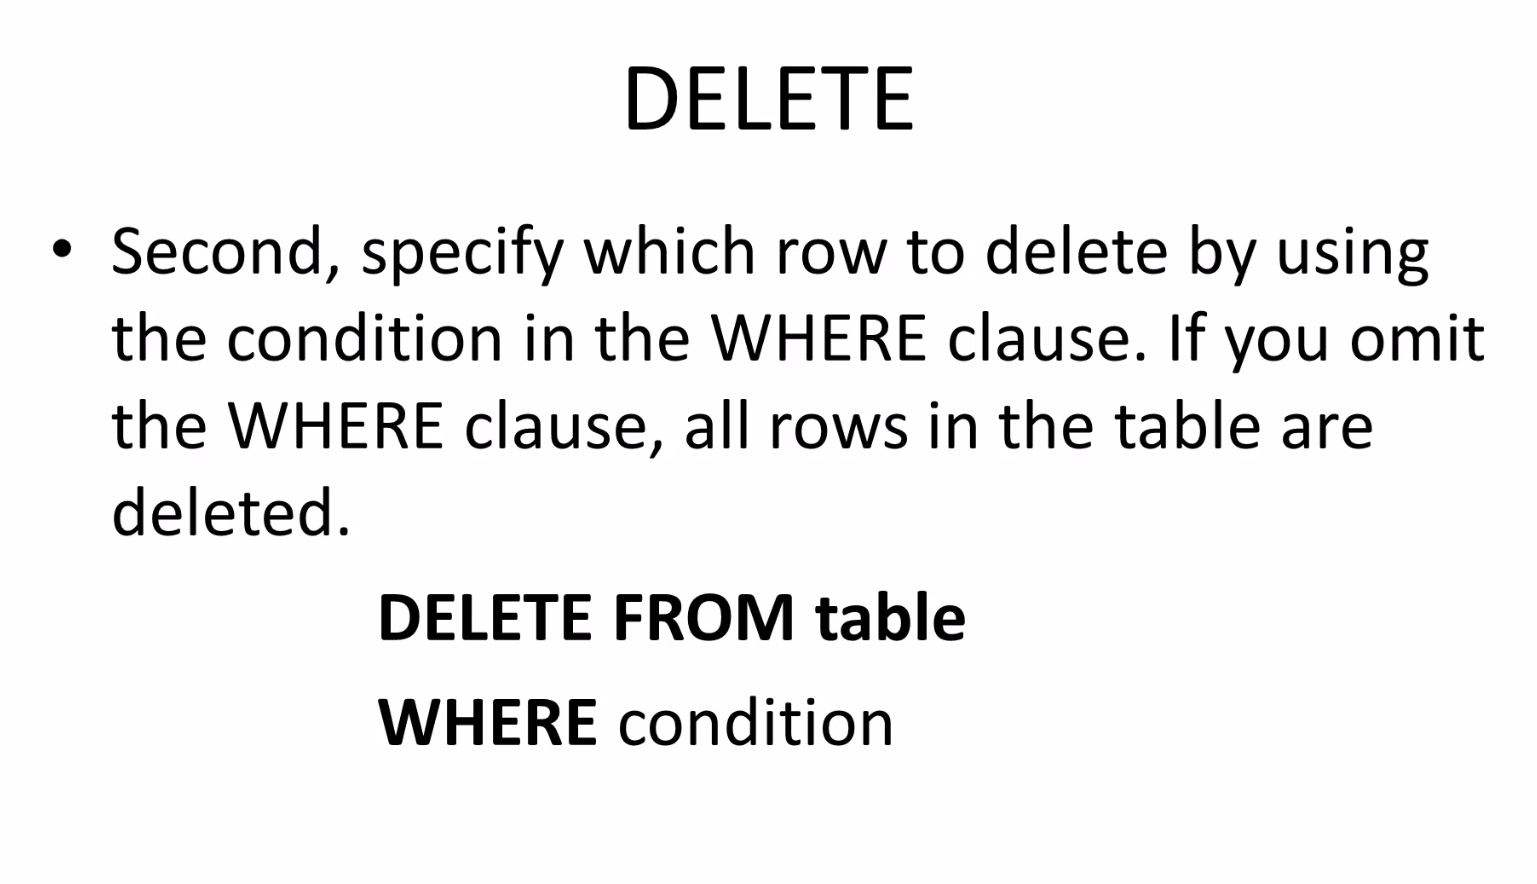 DELETE
• Second, specify which row to delete by using
the condition in the WHERE clause. If you omit
the WHERE clause, all rows in the table are
deleted.
DELETE FROM table
WHERE condition